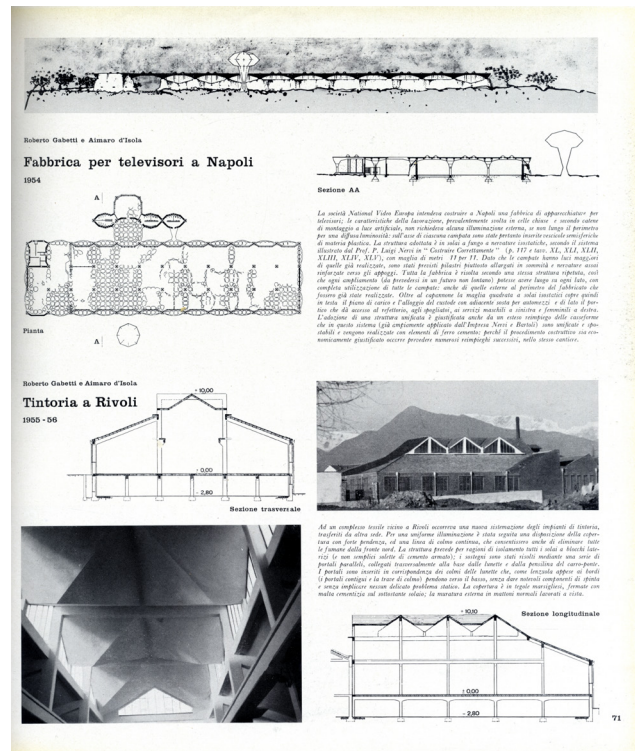 Roberto Gabetti e Aimaro d'Isola
Fabbrica per televisori a Napoli
1954
A
A
Pianta
Sezione AA
La società National Video Europa intendeva costruire a Napoli una fabbrica di apparecchiature per
televisori; le caratteristiche della lavorazione, prevalentemente svolta in celle chiuse e secondo catene
di montaggio a luce artificiale, non richiedeva alcuna illuminazione esterna, se non lungo il perimetro
per una diffusa luminosità: sull'asse di ciascuna campata sono state pertanto inserite vescicole semisferiche
di materia plastica. La struttura adottata è in solai a fungo a nervature isostatiche, secondo il sistema
illustrato dal Prof. P. Luigi Nervi in "Costruire Correttamente" (p. 117 e tavv. XL, XLI, XLII,
XLIII, XLIV, XLV), con maglia di metri 11 per 11. Dato che le campate hanno luci maggiori
di quelle già realizzate, sono stati previsti pilastri piuttosto allargati in sommità e nervature assai
rinforzate verso gli appoggi. Tutta la fabbrica è risolta secondo una stessa struttura ripetuta, così
che ogni ampliamento (da prevedersi in un futuro non lontano) potesse avere luogo su ogni lato, con
completa utilizzazione di tutte le campate: anche di quelle esterne al perimetro del fabbricato che
fossero già state realizzate. Oltre al capannone la maglia quadrata a solai isostatici copre quindi
in testa il piano di carico e l'alloggio del custode con adiacente sosta per automezzi e di lato il por-
tico che dà accesso al refettorio, agli spogliatoi, ai servizi maschili a sinistra e femminili a destra.
L'adozione di una struttura unificata è giustificata anche da un esteso reimpiego delle casseforme
che in questo sistema (già ampiamente applicato dall'Impresa Nervi e Bartoli) sono unificate e spo-
stabili e vengono realizzate con elementi di ferro cemento; perché il procedimento costruttivo sia eco-
nomicamente giustificato occorre prevedere numerosi reimpieghi successivi, nello stesso cantiere.
Roberto Gabetti e Aimaro d'Isola
Tintoria a Rivoli
1955 - 56
+ 10,00
± 0,00
- 2,80
Sezione trasversale
Ad un complesso tessile vicino a Rivoli occorreva una nuova sistemazione degli impianti di tintoria,
trasferiti da altra sede. Per una uniforme illuminazione è stata seguita una disposizione della coper-
tura con forte pendenza, ed una linea di colmo continua, che consentissero anche di eliminare tutte
le fumane dalla fronte nord. La struttura prevede per ragioni di isolamento tutti i solai a blocchi late-
rizi (e non semplici solette di cemento armato); i sostegni sono stati risolti mediante una serie di
portali paralleli, collegati trasversalmente alla base dalle lunette e dalla pensilina del carro-ponte.
I portali sono inseriti in corrispondenza dei colmi delle lunette che, come lenzuola appese ai bordi
(i portali contigui e la trave di colmo) pendono verso il basso, senza dare notevoli componenti di spinta
e senza implicare nessun delicato problema statico. La copertura è in tegole marsigliesi, fermate con
malta cementizia sul sottostante solaio; la muratura esterna in mattoni normali lavorati a vista.
Sezione longitudinale
+ 10,10
± 0,00
- 2,80
71